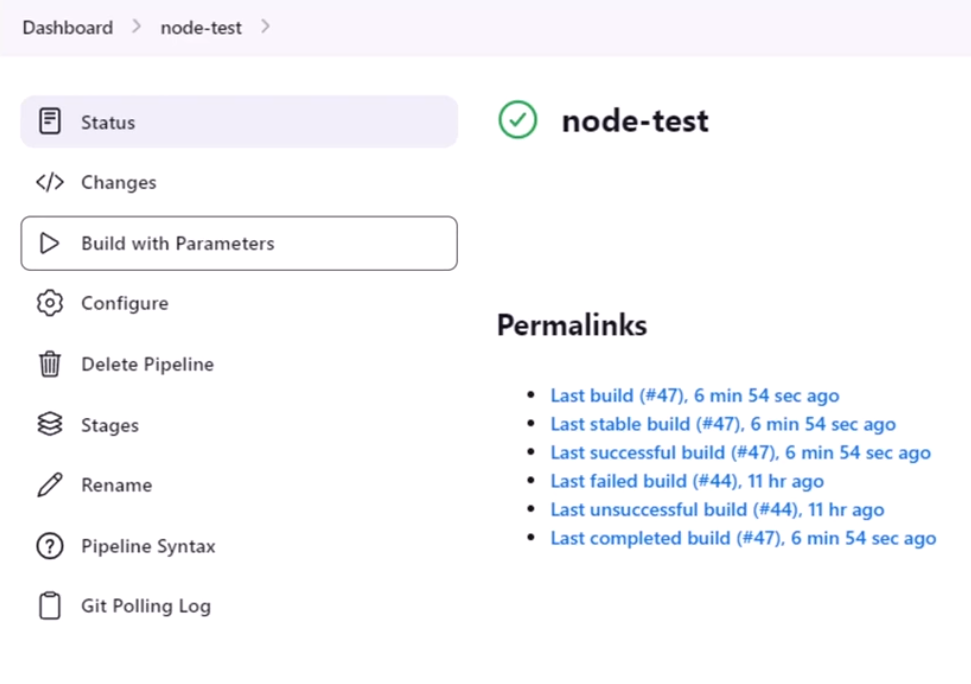 Dashboard
node-test
Status
Changes
Build with Parameters
Configure
Delete Pipeline
Stages
Rename
Pipeline Syntax
Git Polling Log
node-test
Permalinks
Last build (#47), 6 min 54 sec ago
Last stable build (#47), 6 min 54 sec ago
Last successful build (#47), 6 min 54 sec ago
Last failed build (#44), 11 hr ago
Last unsuccessful build (#44), 11 hr ago
Last completed build (#47), 6 min 54 sec ago